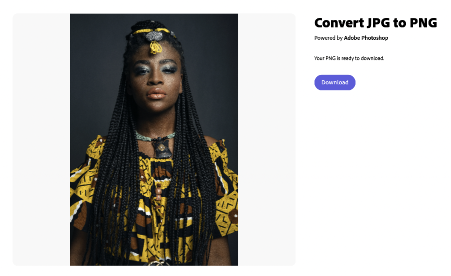 Convert JPG to PNG
Powered by Adobe Photoshop
Your PNG is ready to download.
Download